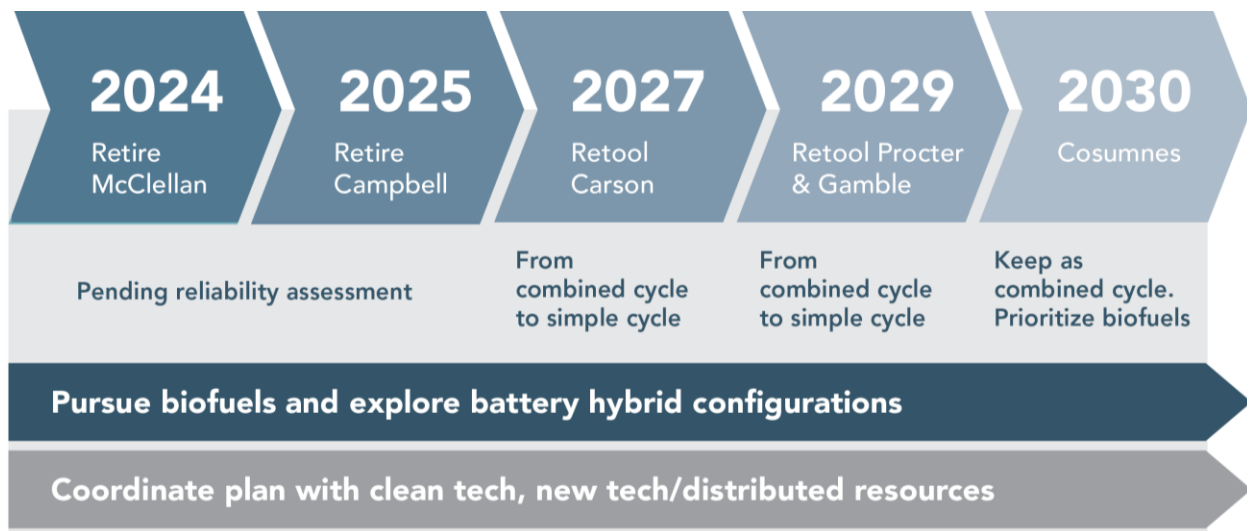 2024
Retire
McClellan
2025
Retire
Campbell
2027
Retool
Carson
2029
Retool Procter
& Gamble
2030
Cosumnes
Pending reliability assessment
From
combined cycle
to simple cycle
From
combined cycle
to simple cycle
Keep as
combined cycle.
Prioritize biofuels
Pursue biofuels and explore battery hybrid configurations
Coordinate plan with clean tech, new tech/distributed resources